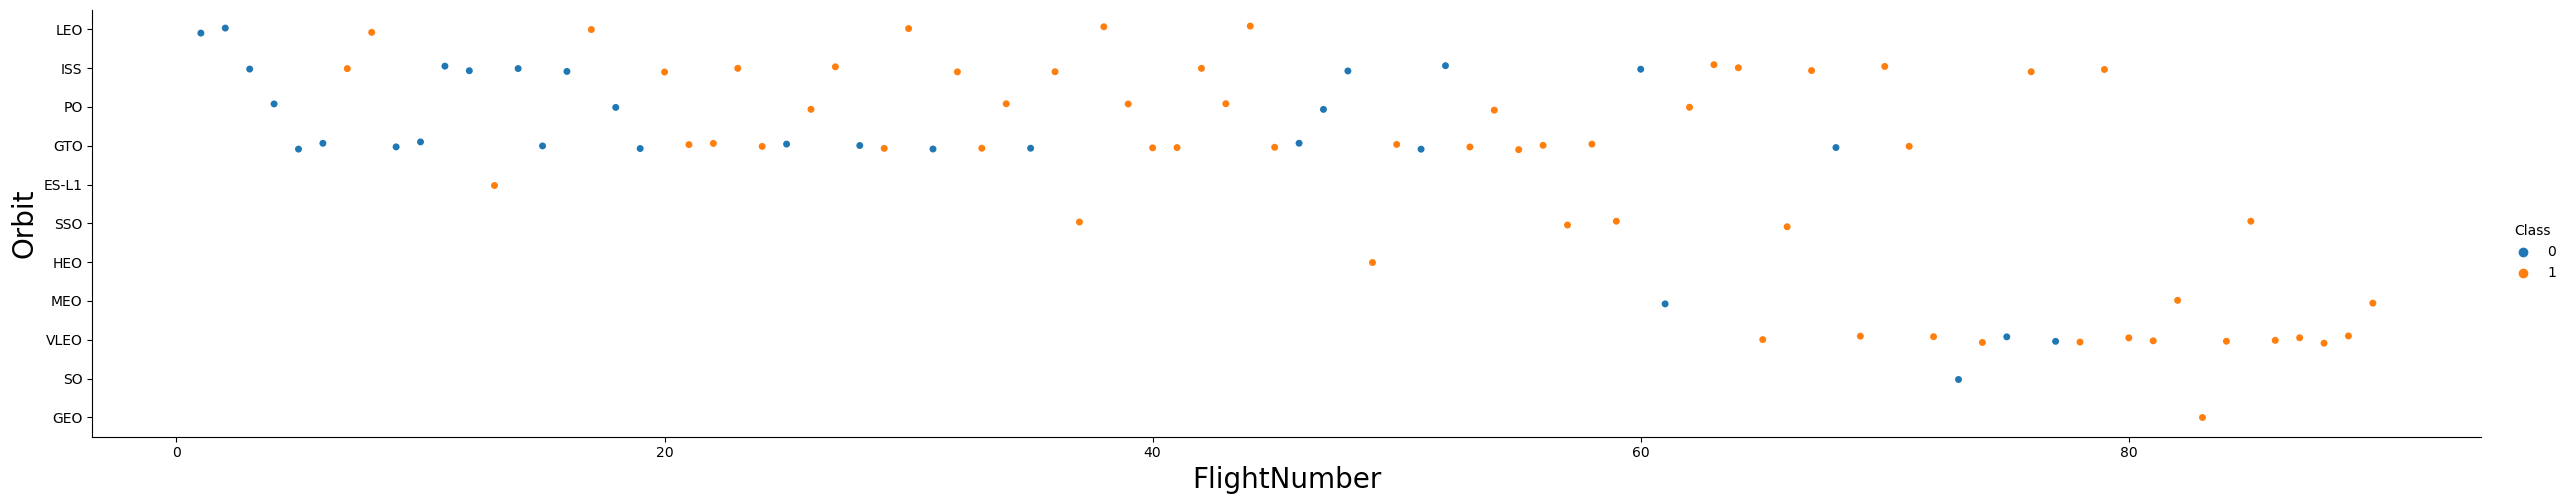 LEO
ISS
PO
GTO
ES-L1
SSO
HEO
MEO
VLEO
SO
GEO
Orbit
0 20 40 60 80
FlightNumber
Class
0
1